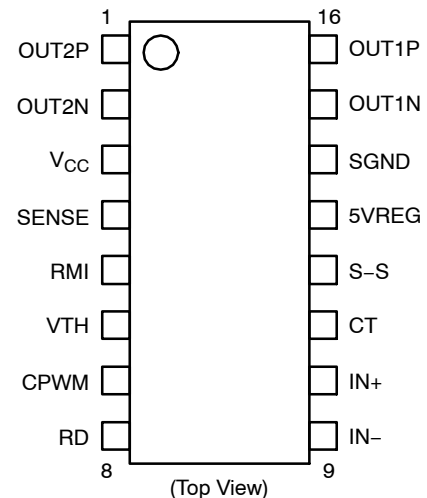 1 16
OUT2P OUT1P
OUT2N OUT1N
VCC SGND
SENSE 5VREG
RMI S−S
VTH CT
CPWM IN+
RD IN−
8 9
(Top View)